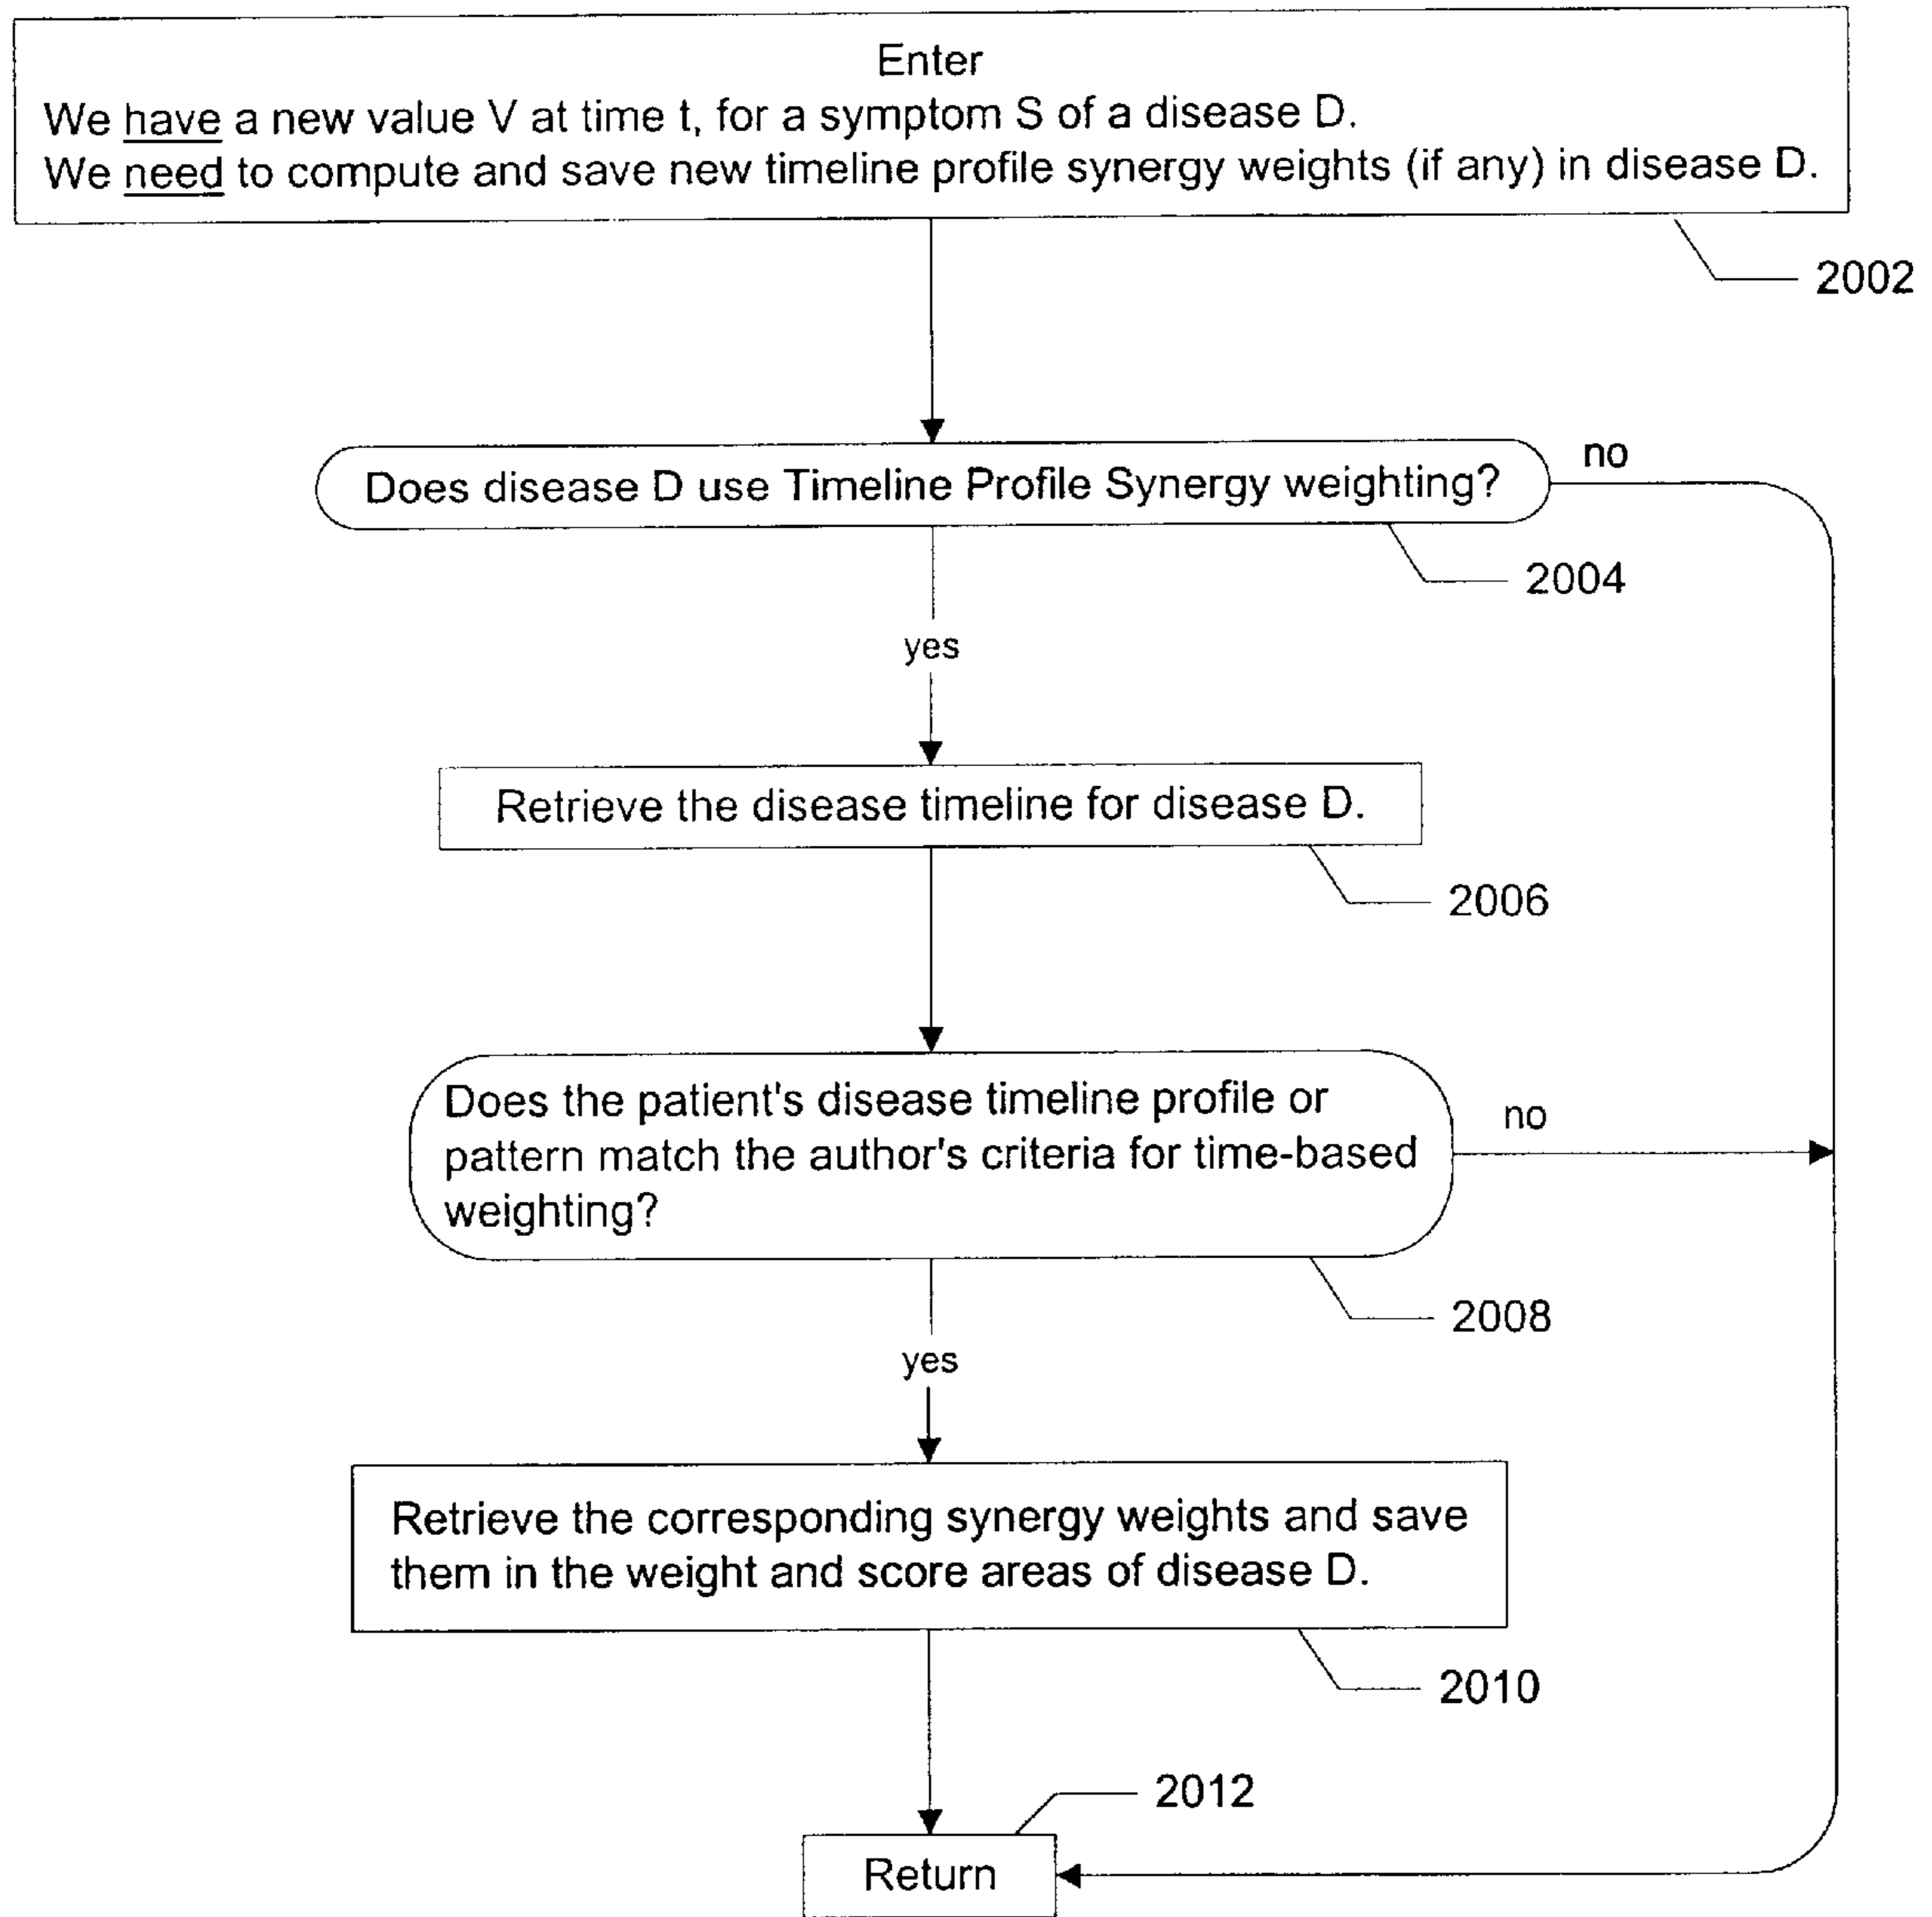 Enter
We have a new value V at time t, for a symptom S of a disease D.
We need to compute and save new timeline profile synergy weights (if any) in disease D.
2002
Does disease D use Timeline Profile Synergy weighting?
no
2004
yes
Retrieve the disease timeline for disease D.
2006
Does the patient's disease timeline profile or
pattern match the author's criteria for time-based
weighting?
no
2008
yes
Retrieve the corresponding synergy weights and save
them in the weight and score areas of disease D.
2010
2012
Return